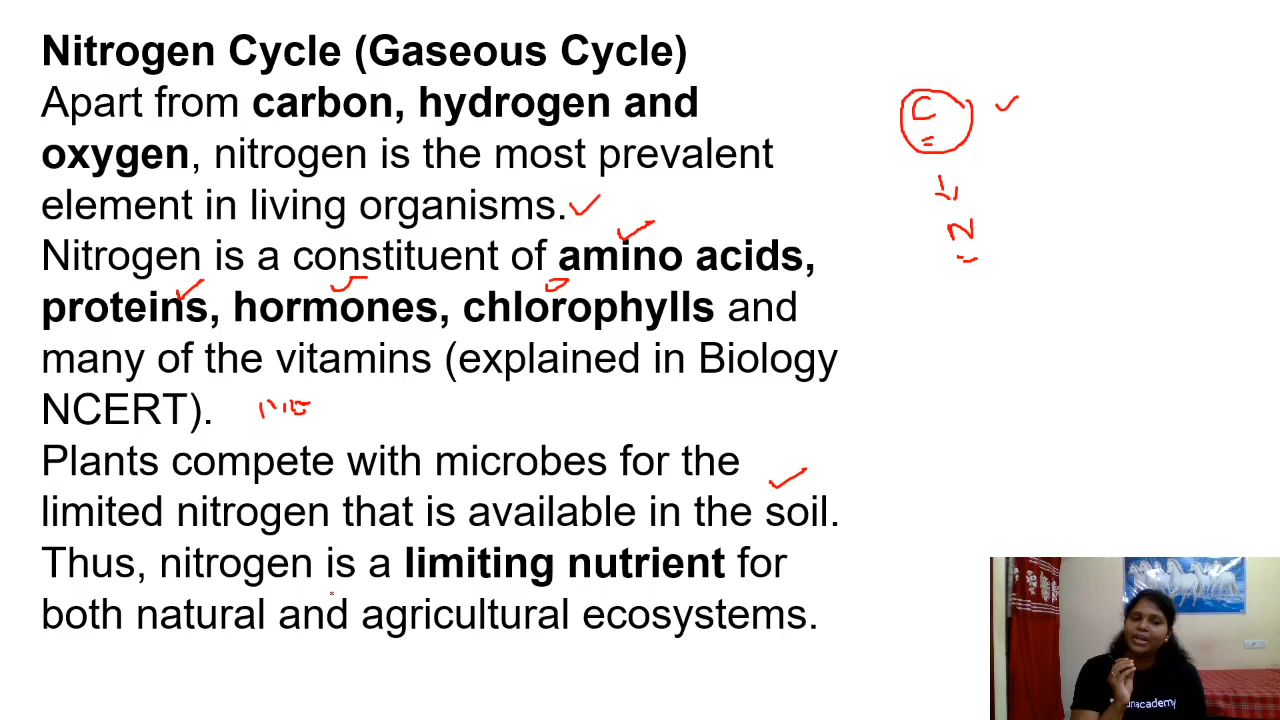 Nitrogen Cycle (Gaseous Cycle)
Apart from carbon, hydrogen and
oxygen, nitrogen is the most prevalent
element in living organisms.
Nitrogen is a constituent of amino acids,
proteins, hormones, chlorophylls and
many of the vitamins (explained in Biology
NCERT).
Plants compete with microbes for the
limited nitrogen that is available in the soil.
Thus, nitrogen is a limiting nutrient for
both natural and agricultural ecosystems.
C
N